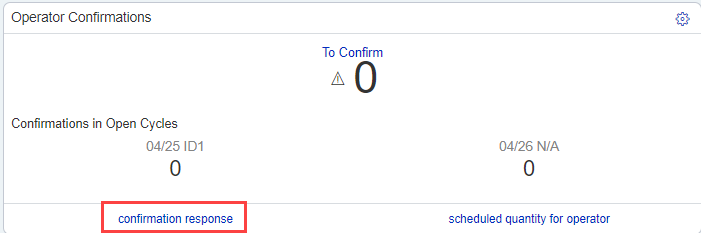 Operator Confirmations
To Confirm
0
Confirmations in Open Cycles
04/25 ID1
04/26 N/A
0
0
confirmation response
scheduled quantity for operator